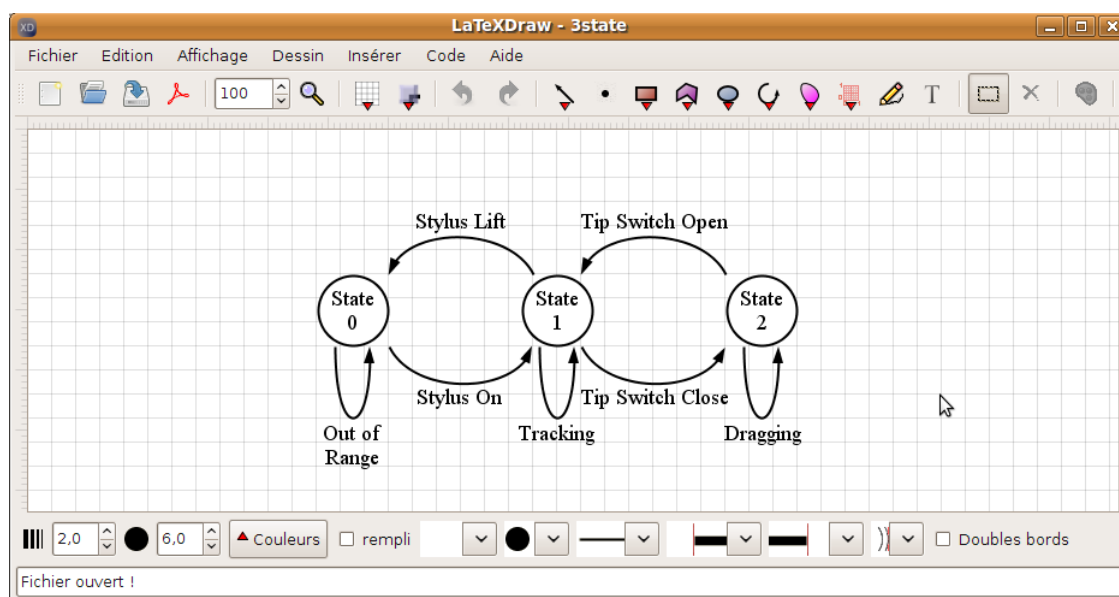 XD LaTeXDraw - 3state
Fichier Edition Affichage Dessin Insérer Code Aide
100 T
Stylus Lift Tip Switch Open
State
0
State
1
State
2
Stylus On Tip Switch Close
Out of
Range
Tracking Dragging
2,0 6,0 Couleurs rempli Doubles bords
Fichier ouvert !